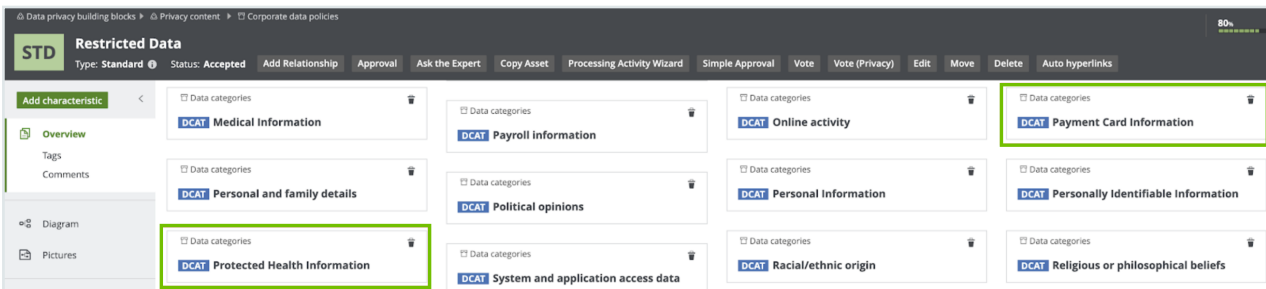 Data privacy building blocks Privacy content Corporate data policies
80%
STD
Restricted Data
Type: Standard Status: Accepted Add Relationship Approval Ask the Expert Copy Asset Processing Activity Wizard Simple Approval Vote Vote (Privacy) Edit Move Delete Auto hyperlinks
Add characteristic
Overview
Tags
Comments
Diagram
Pictures
Data categories
DCAT Medical Information
Data categories
DCAT Payroll information
Data categories
DCAT Online activity
Data categories
DCAT Payment Card Information
Data categories
DCAT Personal and family details
Data categories
DCAT Political opinions
Data categories
DCAT Personal Information
Data categories
DCAT Personally Identifiable Information
Data categories
DCAT Protected Health Information
Data categories
DCAT System and application access data
Data categories
DCAT Racial/ethnic origin
Data categories
DCAT Religious or philosophical beliefs